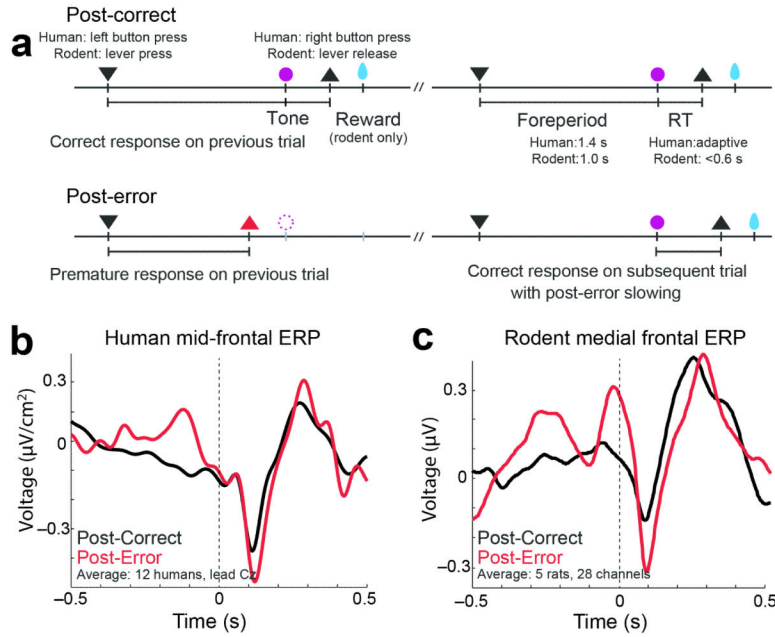 a
Post-correct
Human: left button press
Rodent: lever press
Human: right button press
Rodent: lever release
//
Tone
Reward
(rodent only)
Correct response on previous trial
Foreperiod
Human:1.4 s
Rodent:1.0 s
RT
Human:adaptive
Rodent: <0.6 s
Post-error
//
Premature response on previous trial
Correct response on subsequent trial
with post-error slowing
b
Human mid-frontal ERP
Voltage (µV/cm²)
0.3
0
−0.3
Post-Correct
Post-Error
Average: 12 humans, lead Cz
−0.5
0
0.5
Time (s)
c
Rodent medial frontal ERP
Voltage (µV)
0.3
0
−0.3
Post-Correct
Post-Error
Average: 5 rats, 28 channels
−0.5
0
0.5
Time (s)